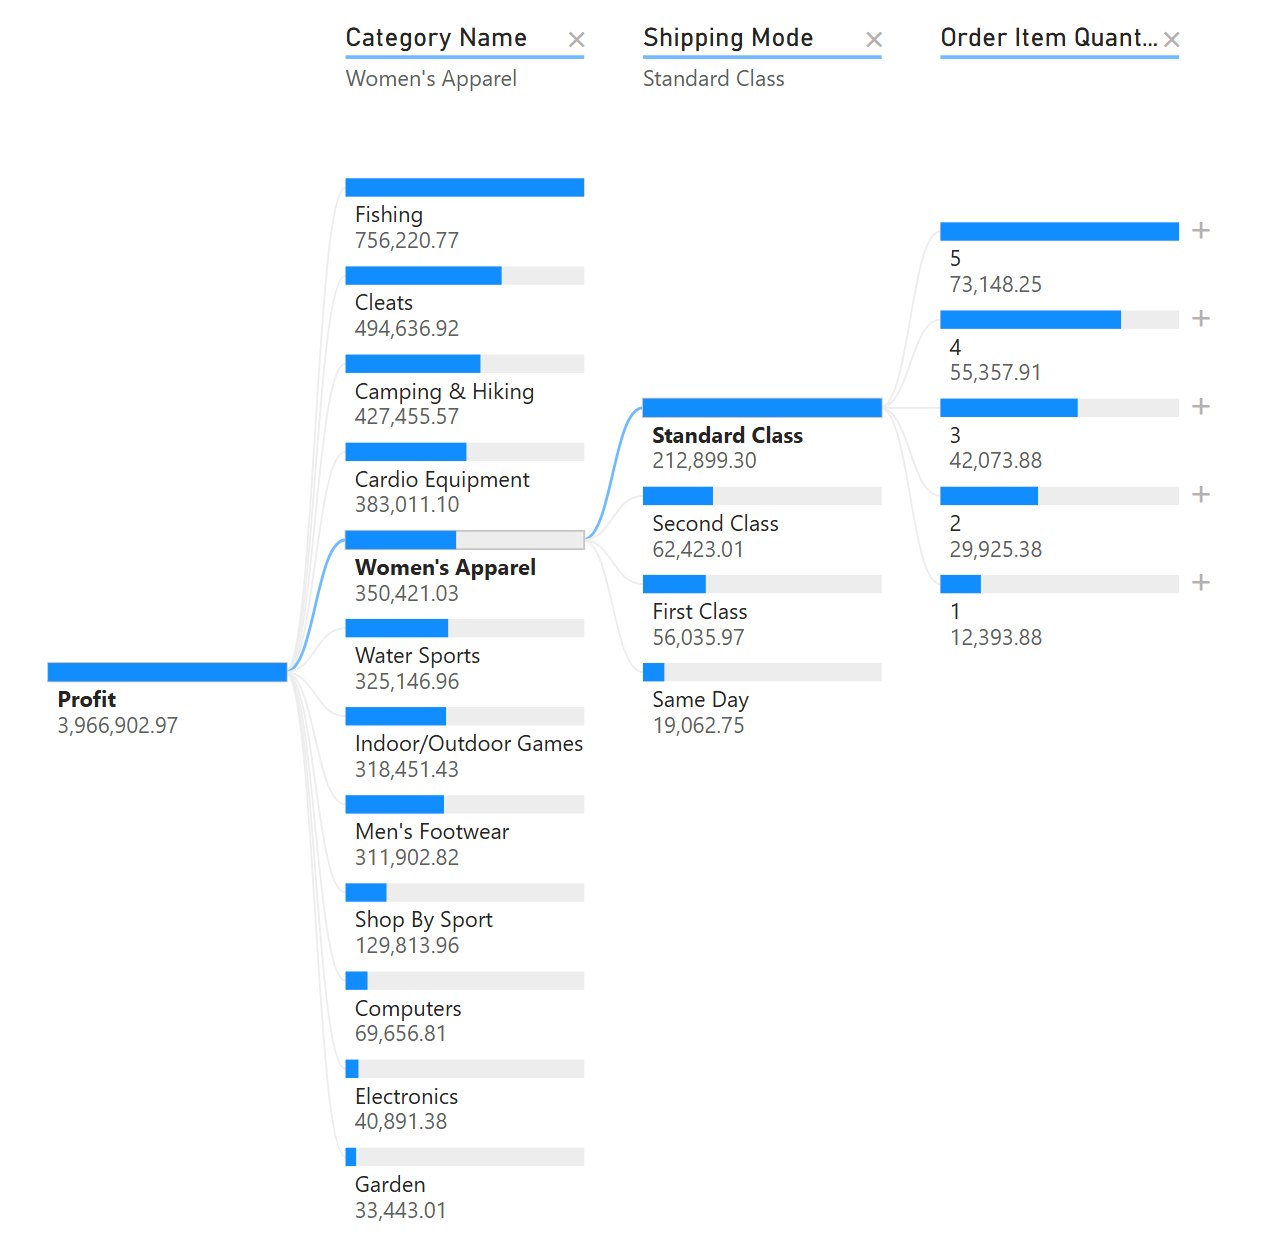 Category Name
Women's Apparel
Shipping Mode
Standard Class
Order Item Quant...
Profit
3,966,902.97
Fishing
756,220.77
Cleats
494,636.92
Camping & Hiking
427,455.57
Cardio Equipment
383,011.10
Women's Apparel
350,421.03
Water Sports
325,146.96
Indoor/Outdoor Games
318,451.43
Men's Footwear
311,902.82
Shop By Sport
129,813.96
Computers
69,656.81
Electronics
40,891.38
Garden
33,443.01
Standard Class
212,899.30
Second Class
62,423.01
First Class
56,035.97
Same Day
19,062.75
5
73,148.25
4
55,357.91
3
42,073.88
2
29,925.38
1
12,393.88